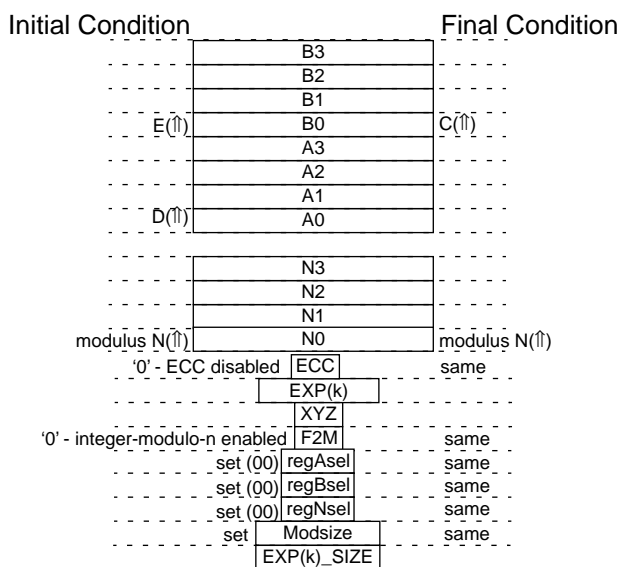 Initial Condition Final Condition
B3
B2
B1
E(⇑) B0 C(⇑)
A3
A2
A1
D(⇑) A0
N3
N2
N1
modulus N(⇑) N0 modulus N(⇑)
‘0’ - ECC disabled ECC same
EXP(k)
XYZ
‘0’ - integer-modulo-n enabled F2M same
set (00) regAsel same
set (00) regBsel same
set (00) regNsel same
set Modsize same
EXP(k)_SIZE